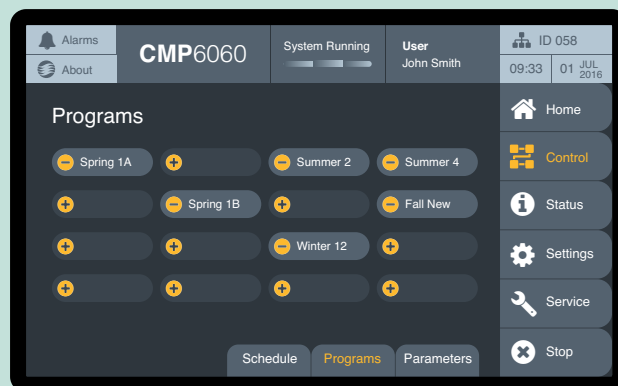 Alarms
About
CMP6060
System Running
User
John Smith
ID 058
09:33
01 JUL 2016
Programs
Spring 1A
Summer 2
Summer 4
Spring 1B
Fall New
Winter 12
Schedule
Programs
Parameters
Home
Control
Status
Settings
Service
Stop